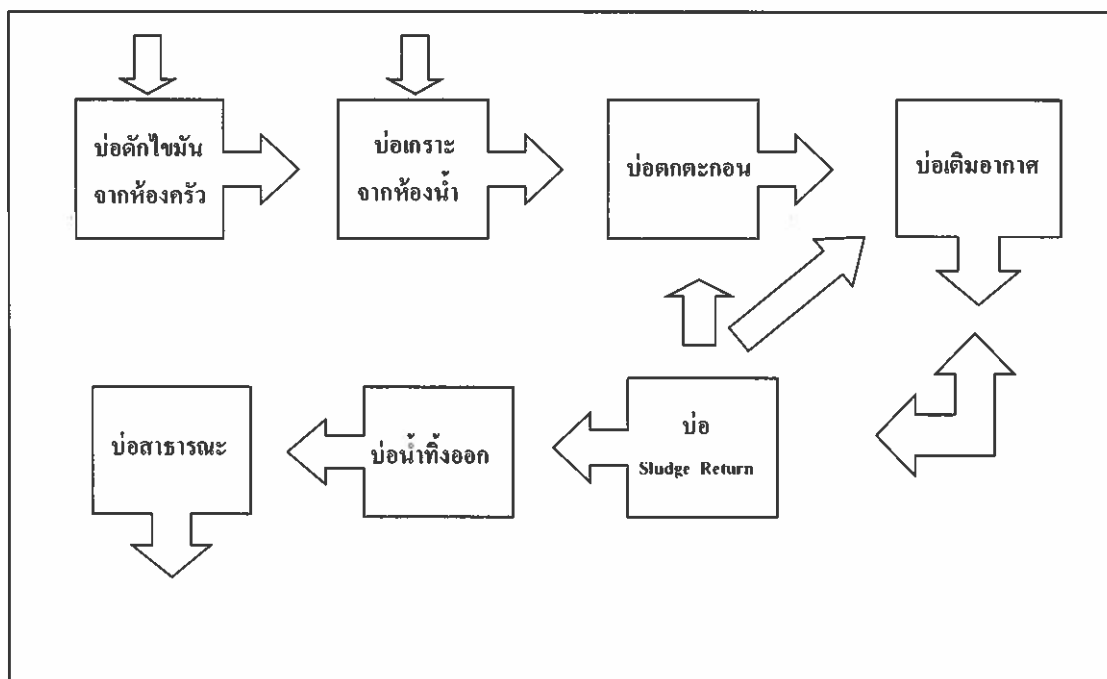 บ่อดักไขมัน
จากห้องครัว
บ่อเกราะ
จากห้องน้ำ
บ่อตกตะกอน
บ่อเติมอากาศ
บ่อสาธารณะ
บ่อน้ำทิ้งออก
บ่อ
Sludge Return